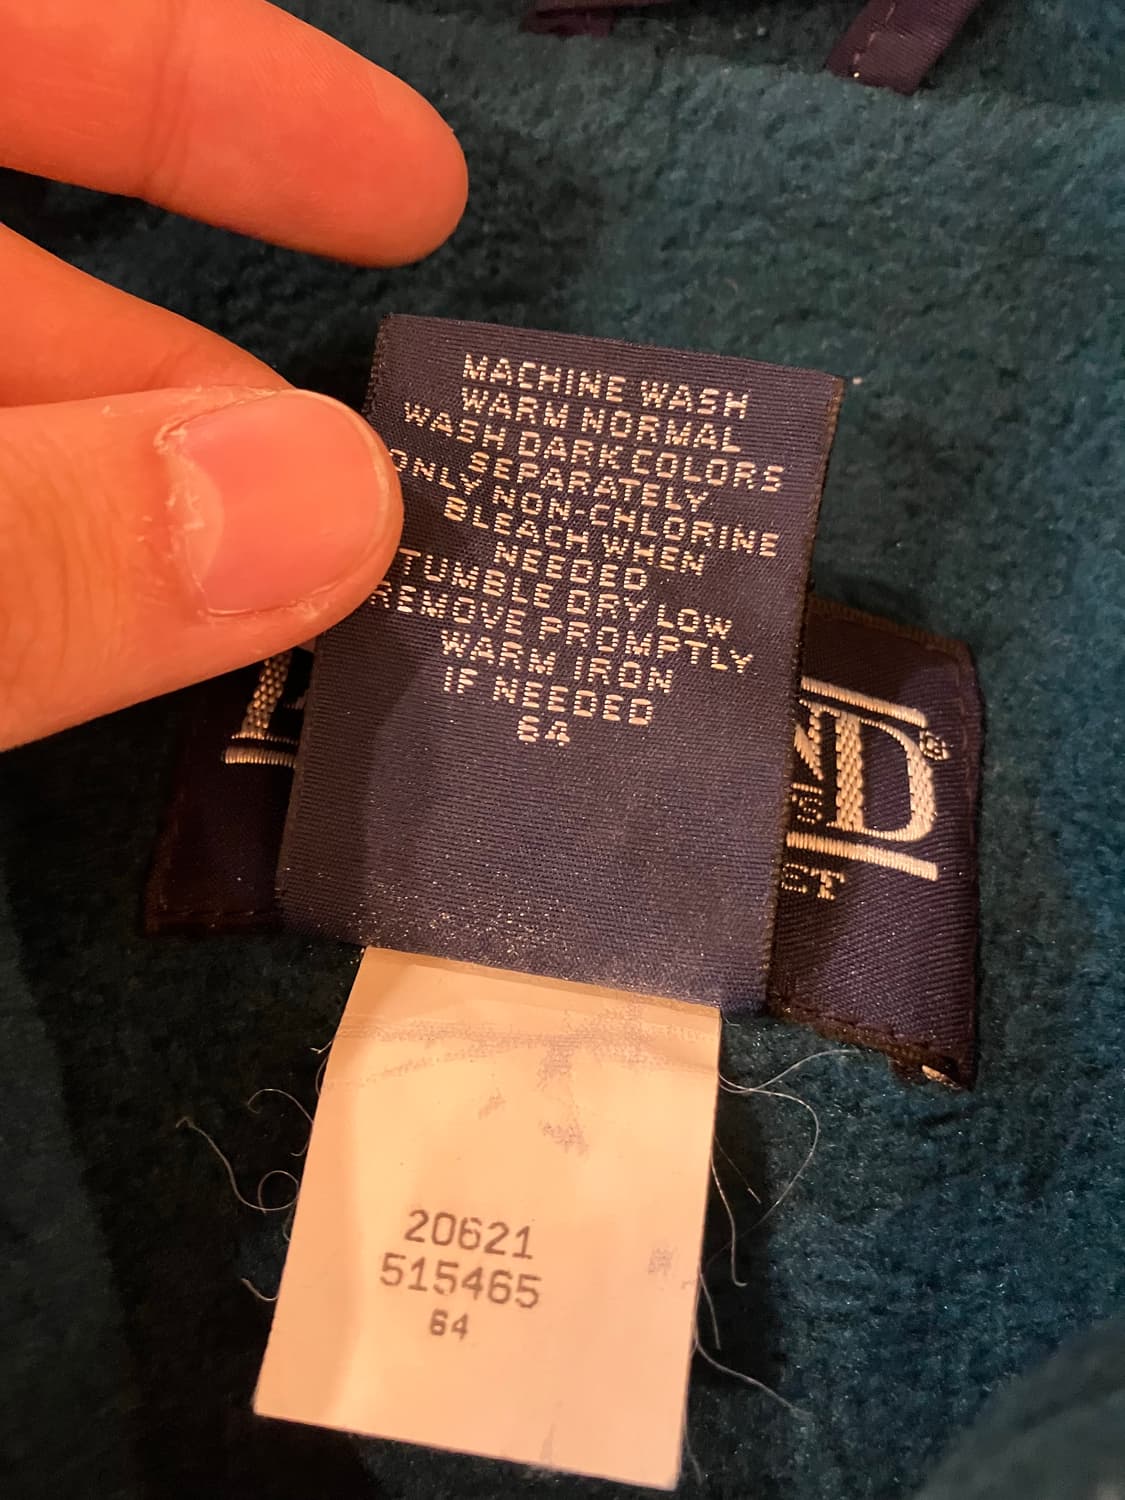 MACHINE WASH
WARM NORMAL
WASH DARK COLORS
SEPARATELY
ONLY NON-CHLORINE
BLEACH WHEN
NEEDED
TUMBLE DRY LOW
REMOVE PROMPTLY
WARM IRON
IF NEEDED
64
D®
CT
20621
515465
64